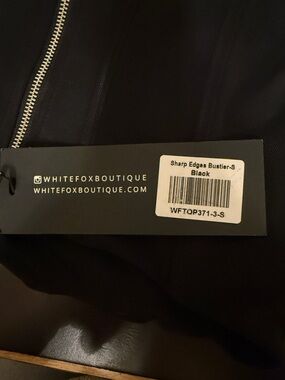 WHITEFOXBOUTIQUE
WHITEFOXBOUTIQUE.COM
Sharp Edges Bustier-S
Black
WFTOP371-3-S